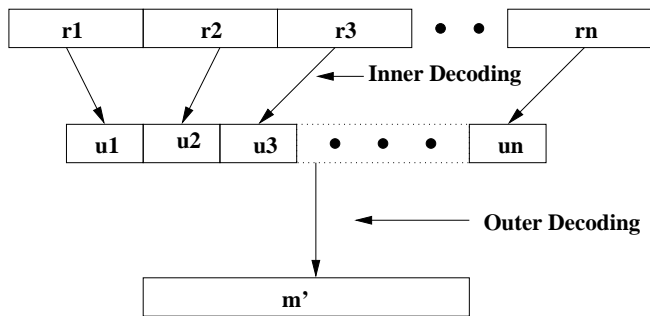 r1 r2 r3 • • rn
Inner Decoding
u1 u2 u3 • • • un
Outer Decoding
m'